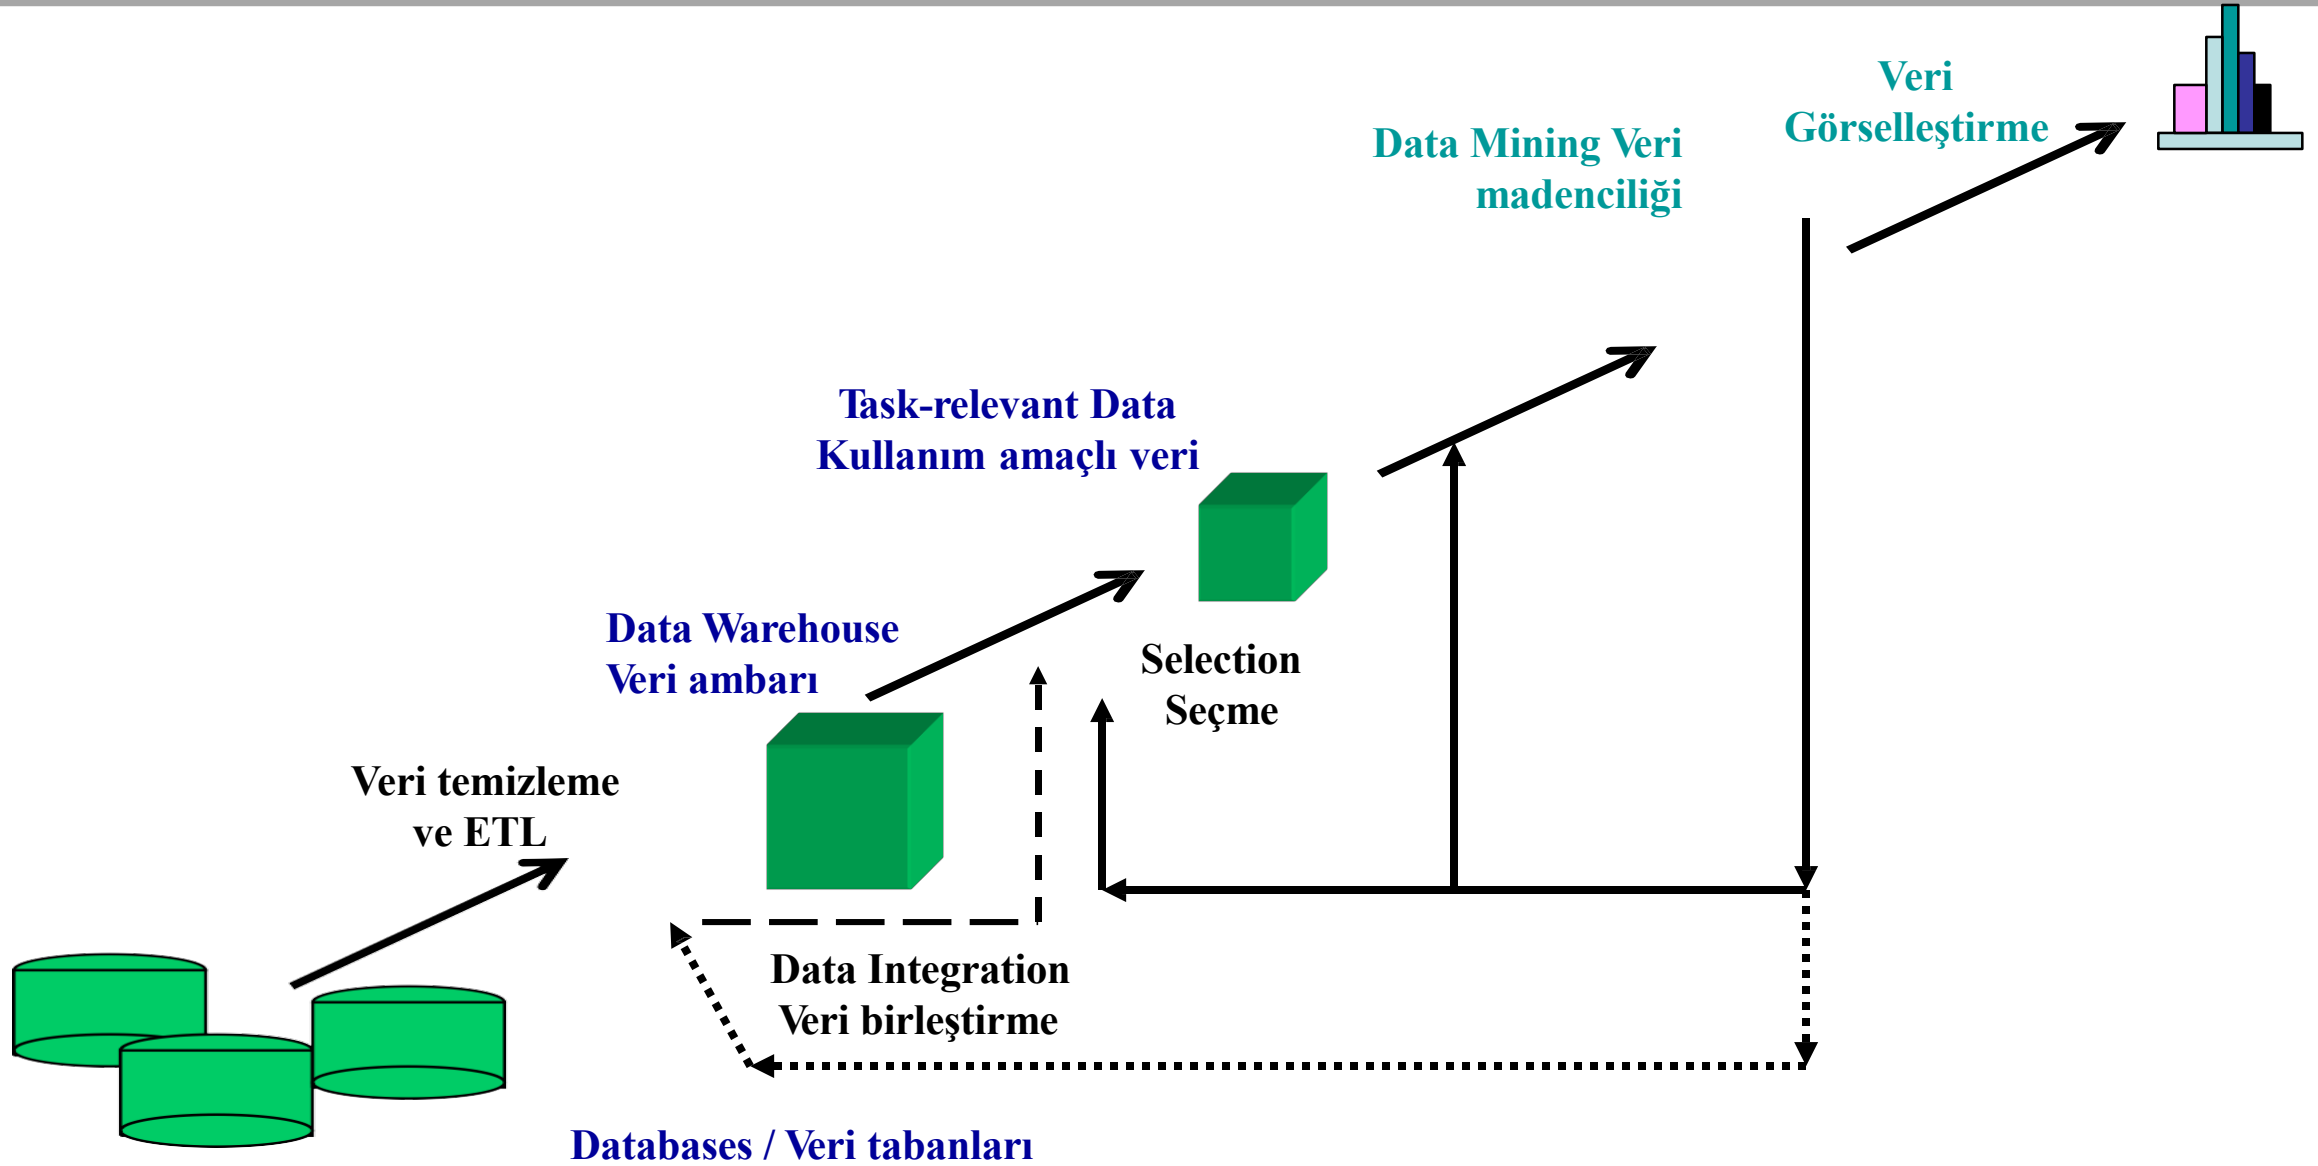 Veri
Görselleştirme
Data Mining Veri
madenciliği
Task-relevant Data
Kullanım amaçlı veri
Data Warehouse
Veri ambarı
Selection
Seçme
Veri temizleme
ve ETL
Data Integration
Veri birleştirme
Databases / Veri tabanları